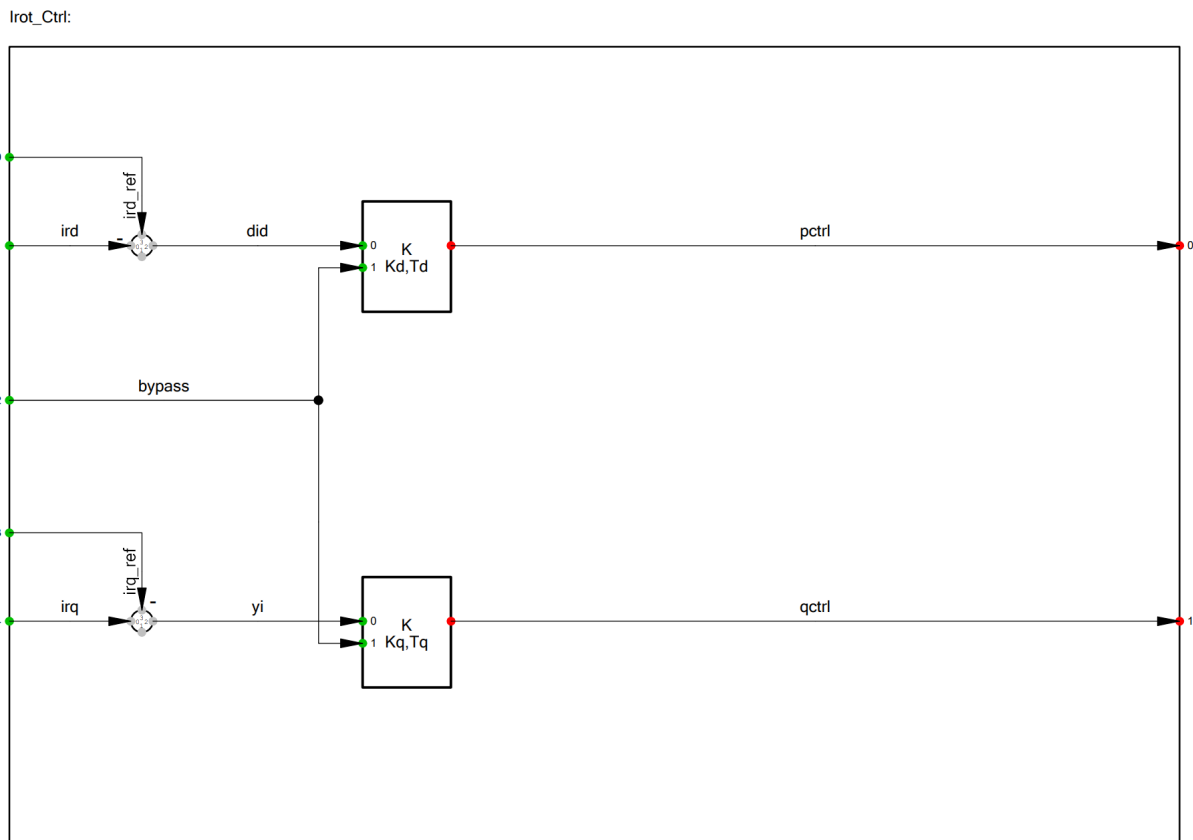 Irot_Ctrl:
ird_ref
ird
-
did
0
K
1
Kd,Td
pctrl
0
bypass
irq_ref
-
irq
yi
0
K
1
Kq,Tq
qctrl
1